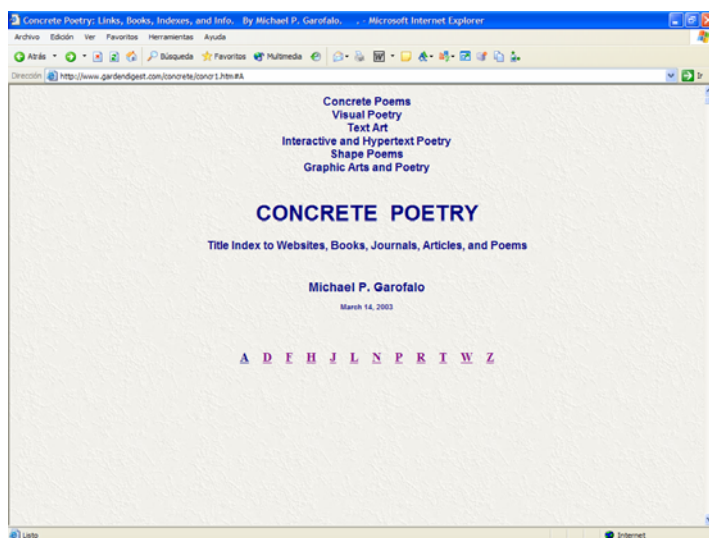 Concrete Poetry: Links, Books, Indexes, and Info. By Michael P. Garofalo. , - Microsoft Internet Explorer
Archivo Edición Ver Favoritos Herramientas Ayuda
Atrás Búsqueda Favoritos Multimedia
Dirección http://www.gardendigest.com/concrete/concr1.htm#A Ir
Concrete Poems
Visual Poetry
Text Art
Interactive and Hypertext Poetry
Shape Poems
Graphic Arts and Poetry
CONCRETE POETRY
Title Index to Websites, Books, Journals, Articles, and Poems
Michael P. Garofalo
March 14, 2003
A D F H J L N P R T W Z
Listo Internet